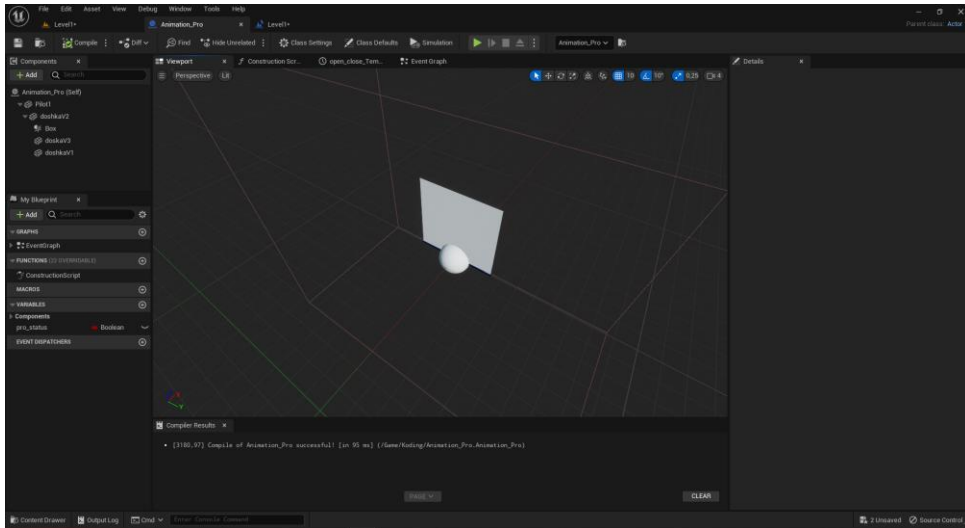 File Edit Asset View Debug Window Tools Help
Level1•
Animation_Pro
Level1•
Parent class: Actor
Compile
Diff
Find
Hide Unrelated
Class Settings
Class Defaults
Simulation
Animation_Pro
Components
Viewport
Construction Scr...
open_close_Tem...
Event Graph
Details
+ Add
Search
Perspective
Lit
10
10°
0,25
4
Animation_Pro (Self)
Pilot1
doshkaV2
Box
doskaV3
doshkaV1
My Blueprint
+ Add
Search
GRAPHS
EventGraph
FUNCTIONS (22 OVERRIDABLE)
ConstructionScript
MACROS
VARIABLES
Components
pro_status Boolean
EVENT DISPATCHERS
Compiler Results
[3180,97] Compile of Animation_Pro successful! [in 95 ms] (/Game/Koding/Animation_Pro.Animation_Pro)
PAGE
CLEAR
Content Drawer
Output Log
Cmd
Enter Console Command
2 Unsaved
Source Control